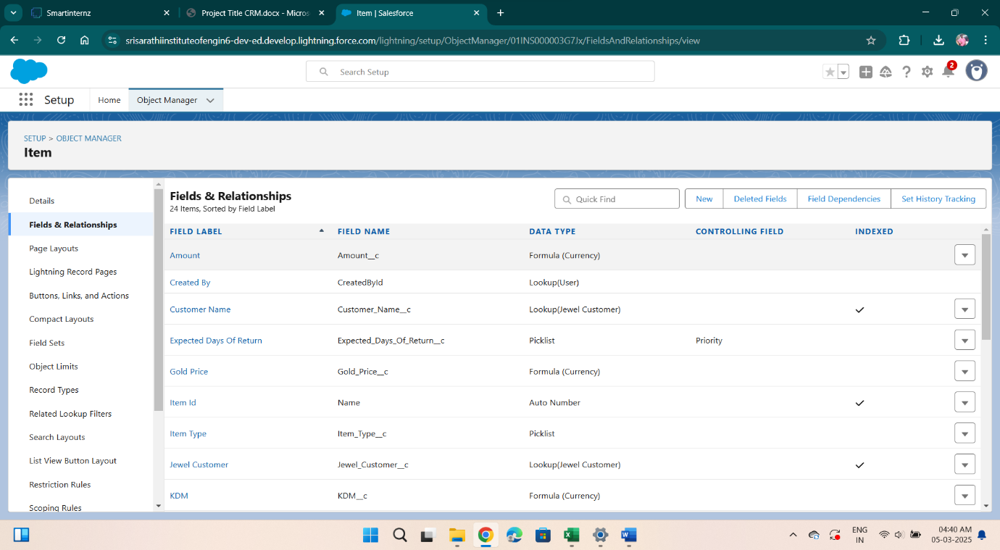 Smartinternz
Project Title CRM.docx - Micros
Item | Salesforce
srisarathiinstituteofengin6-dev-ed.develop.lightning.force.com/lightning/setup/ObjectManager/01INS000003G7Jx/FieldsAndRelationships/view
Search Setup
2
Setup
Home
Object Manager
SETUP > OBJECT MANAGER
Item
Details
Fields & Relationships
Page Layouts
Lightning Record Pages
Buttons, Links, and Actions
Compact Layouts
Field Sets
Object Limits
Record Types
Related Lookup Filters
Search Layouts
List View Button Layout
Restriction Rules
Scoping Rules
Fields & Relationships
24 Items, Sorted by Field Label
Quick Find
New
Deleted Fields
Field Dependencies
Set History Tracking
FIELD LABEL FIELD NAME DATA TYPE CONTROLLING FIELD INDEXED
Amount Amount__c Formula (Currency)
Created By CreatedById Lookup(User)
Customer Name Customer_Name__c Lookup(Jewel Customer)
Expected Days Of Return Expected_Days_Of_Return__c Picklist Priority
Gold Price Gold_Price__c Formula (Currency)
Item Id Name Auto Number
Item Type Item_Type__c Picklist
Jewel Customer Jewel_Customer__c Lookup(Jewel Customer)
KDM KDM__c Formula (Currency)
ENG
IN
04:40 AM
05-03-2025